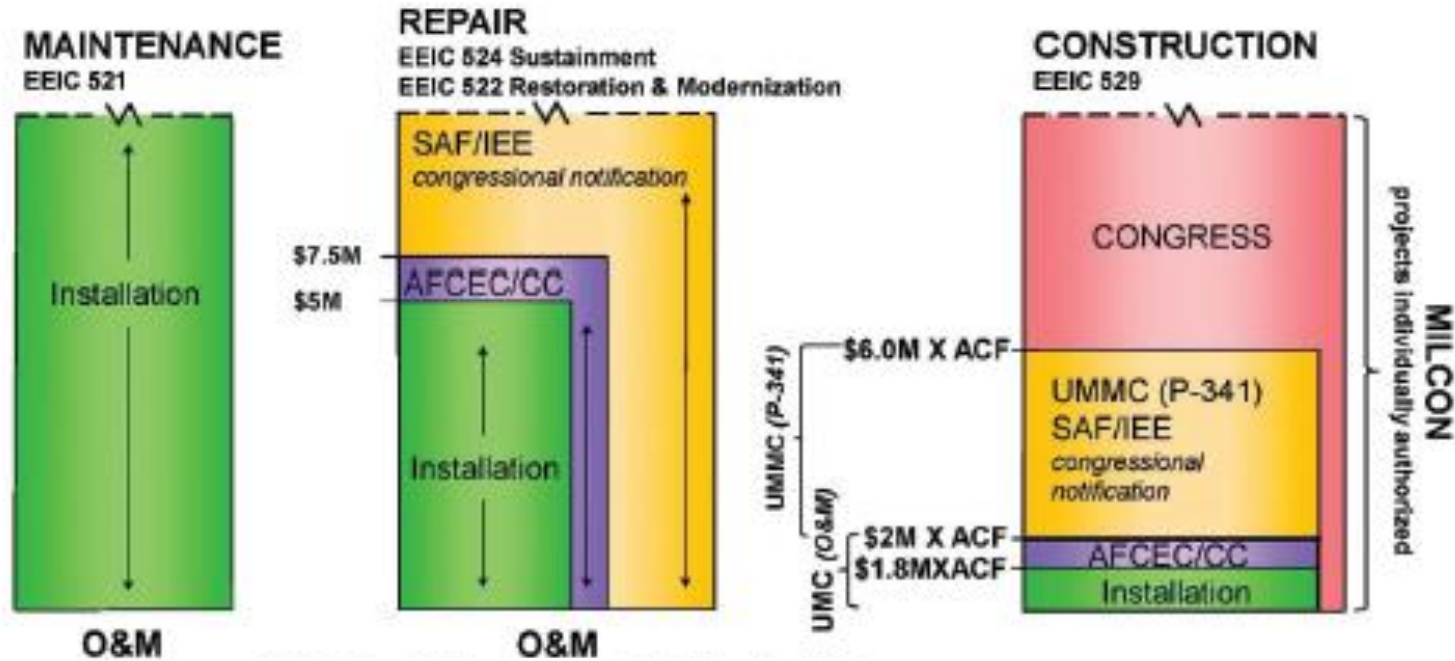 MAINTENANCE
EEIC 521
Installation
O&M
REPAIR
EEIC 524 Sustainment
EEIC 522 Restoration & Modernization
SAF/IEE
congressional notification
$7.5M
AFCEC/CC
$5M
Installation
O&M
CONSTRUCTION
EEIC 529
CONGRESS
$6.0M X ACF
UMMC (P-341)
UMMC (P-341)
SAF/IEE
congressional
notification
UMC (O&M)
$2M X ACF
AFCEC/CC
$1.8MXACF
Installation
MILCON
projects individually authorized